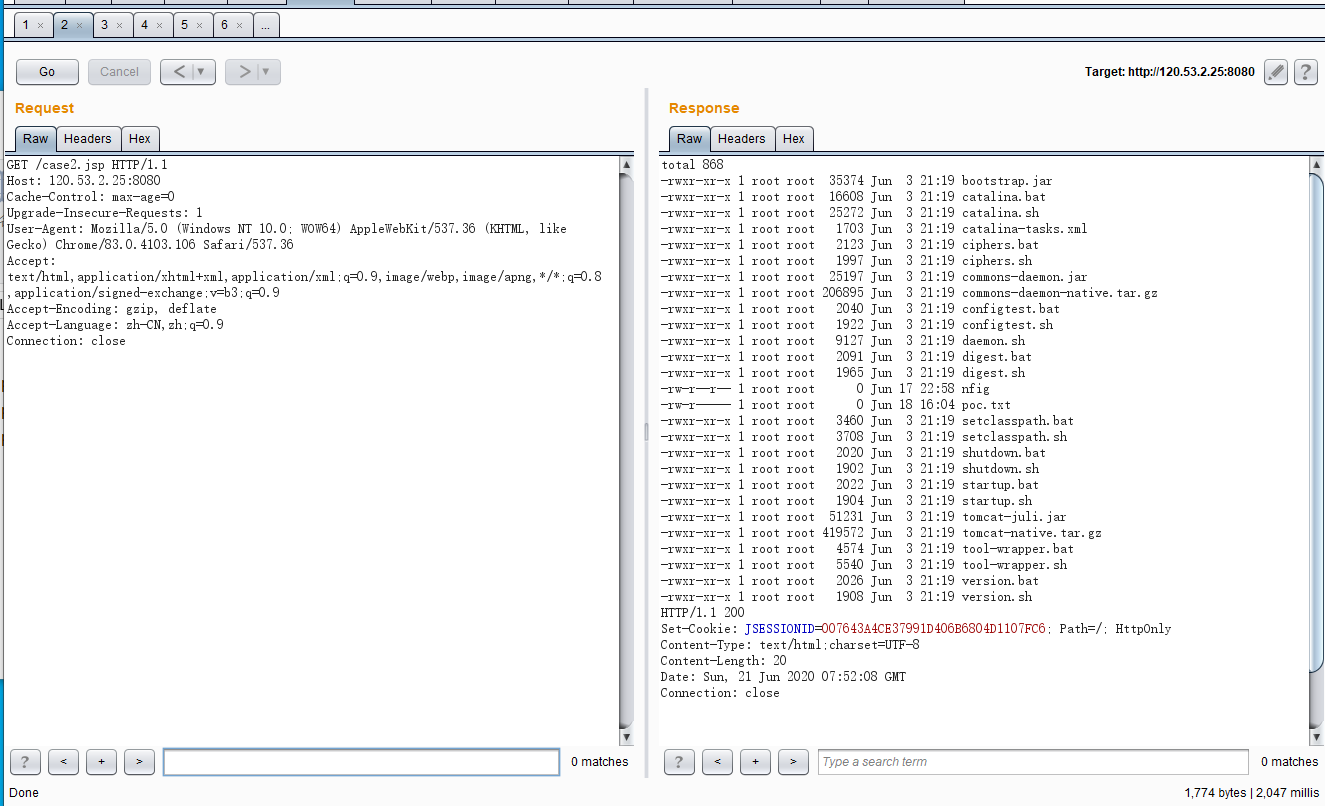 1 × 2 × 3 × 4 × 5 × 6 × ...
Go Cancel < ▼ > ▼ Target: http://120.53.2.25:8080 ?
Request
Raw Headers Hex
GET /case2.jsp HTTP/1.1
Host: 120.53.2.25:8080
Cache-Control: max-age=0
Upgrade-Insecure-Requests: 1
User-Agent: Mozilla/5.0 (Windows NT 10.0; WOW64) AppleWebKit/537.36 (KHTML, like
Gecko) Chrome/83.0.4103.106 Safari/537.36
Accept:
text/html,application/xhtml+xml,application/xml;q=0.9,image/webp,image/apng,*/*;q=0.8
,application/signed-exchange;v=b3;q=0.9
Accept-Encoding: gzip, deflate
Accept-Language: zh-CN,zh;q=0.9
Connection: close
? < + > 0 matches
Response
Raw Headers Hex
total 868
-rwxr-xr-x 1 root root  35374 Jun  3 21:19 bootstrap.jar
-rwxr-xr-x 1 root root  16608 Jun  3 21:19 catalina.bat
-rwxr-xr-x 1 root root  25272 Jun  3 21:19 catalina.sh
-rwxr-xr-x 1 root root   1703 Jun  3 21:19 catalina-tasks.xml
-rwxr-xr-x 1 root root   2123 Jun  3 21:19 ciphers.bat
-rwxr-xr-x 1 root root   1997 Jun  3 21:19 ciphers.sh
-rwxr-xr-x 1 root root  25197 Jun  3 21:19 commons-daemon.jar
-rwxr-xr-x 1 root root 206895 Jun  3 21:19 commons-daemon-native.tar.gz
-rwxr-xr-x 1 root root   2040 Jun  3 21:19 configtest.bat
-rwxr-xr-x 1 root root   1922 Jun  3 21:19 configtest.sh
-rwxr-xr-x 1 root root   9127 Jun  3 21:19 daemon.sh
-rwxr-xr-x 1 root root   2091 Jun  3 21:19 digest.bat
-rwxr-xr-x 1 root root   1965 Jun  3 21:19 digest.sh
-rw-r--r-- 1 root root      0 Jun 17 22:58 nfig
-rw-r----- 1 root root      0 Jun 18 16:04 poc.txt
-rwxr-xr-x 1 root root   3460 Jun  3 21:19 setclasspath.bat
-rwxr-xr-x 1 root root   3708 Jun  3 21:19 setclasspath.sh
-rwxr-xr-x 1 root root   2020 Jun  3 21:19 shutdown.bat
-rwxr-xr-x 1 root root   1902 Jun  3 21:19 shutdown.sh
-rwxr-xr-x 1 root root   2022 Jun  3 21:19 startup.bat
-rwxr-xr-x 1 root root   1904 Jun  3 21:19 startup.sh
-rwxr-xr-x 1 root root  51231 Jun  3 21:19 tomcat-juli.jar
-rwxr-xr-x 1 root root 419572 Jun  3 21:19 tomcat-native.tar.gz
-rwxr-xr-x 1 root root   4574 Jun  3 21:19 tool-wrapper.bat
-rwxr-xr-x 1 root root   5540 Jun  3 21:19 tool-wrapper.sh
-rwxr-xr-x 1 root root   2026 Jun  3 21:19 version.bat
-rwxr-xr-x 1 root root   1908 Jun  3 21:19 version.sh
HTTP/1.1 200
Set-Cookie: JSESSIONID=007643A4CE37991D406B6804D1107FC6; Path=/; HttpOnly
Content-Type: text/html;charset=UTF-8
Content-Length: 20
Date: Sun, 21 Jun 2020 07:52:08 GMT
Connection: close
? < + > Type a search term 0 matches
Done 1,774 bytes | 2,047 millis